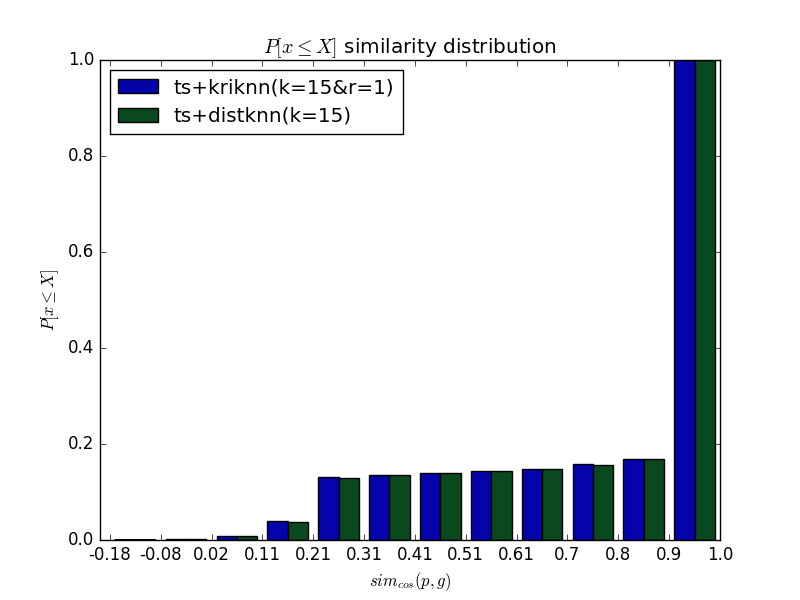 P[x ≤ X] similarity distribution
ts+kriknn(k=15&r=1)
ts+distknn(k=15)
1.0
0.8
0.6
0.4
0.2
0.0
P[x ≤ X]
-0.18 -0.08 0.02 0.11 0.21 0.31 0.41 0.51 0.61 0.7 0.8 0.9 1.0
sim_cos(p,g)